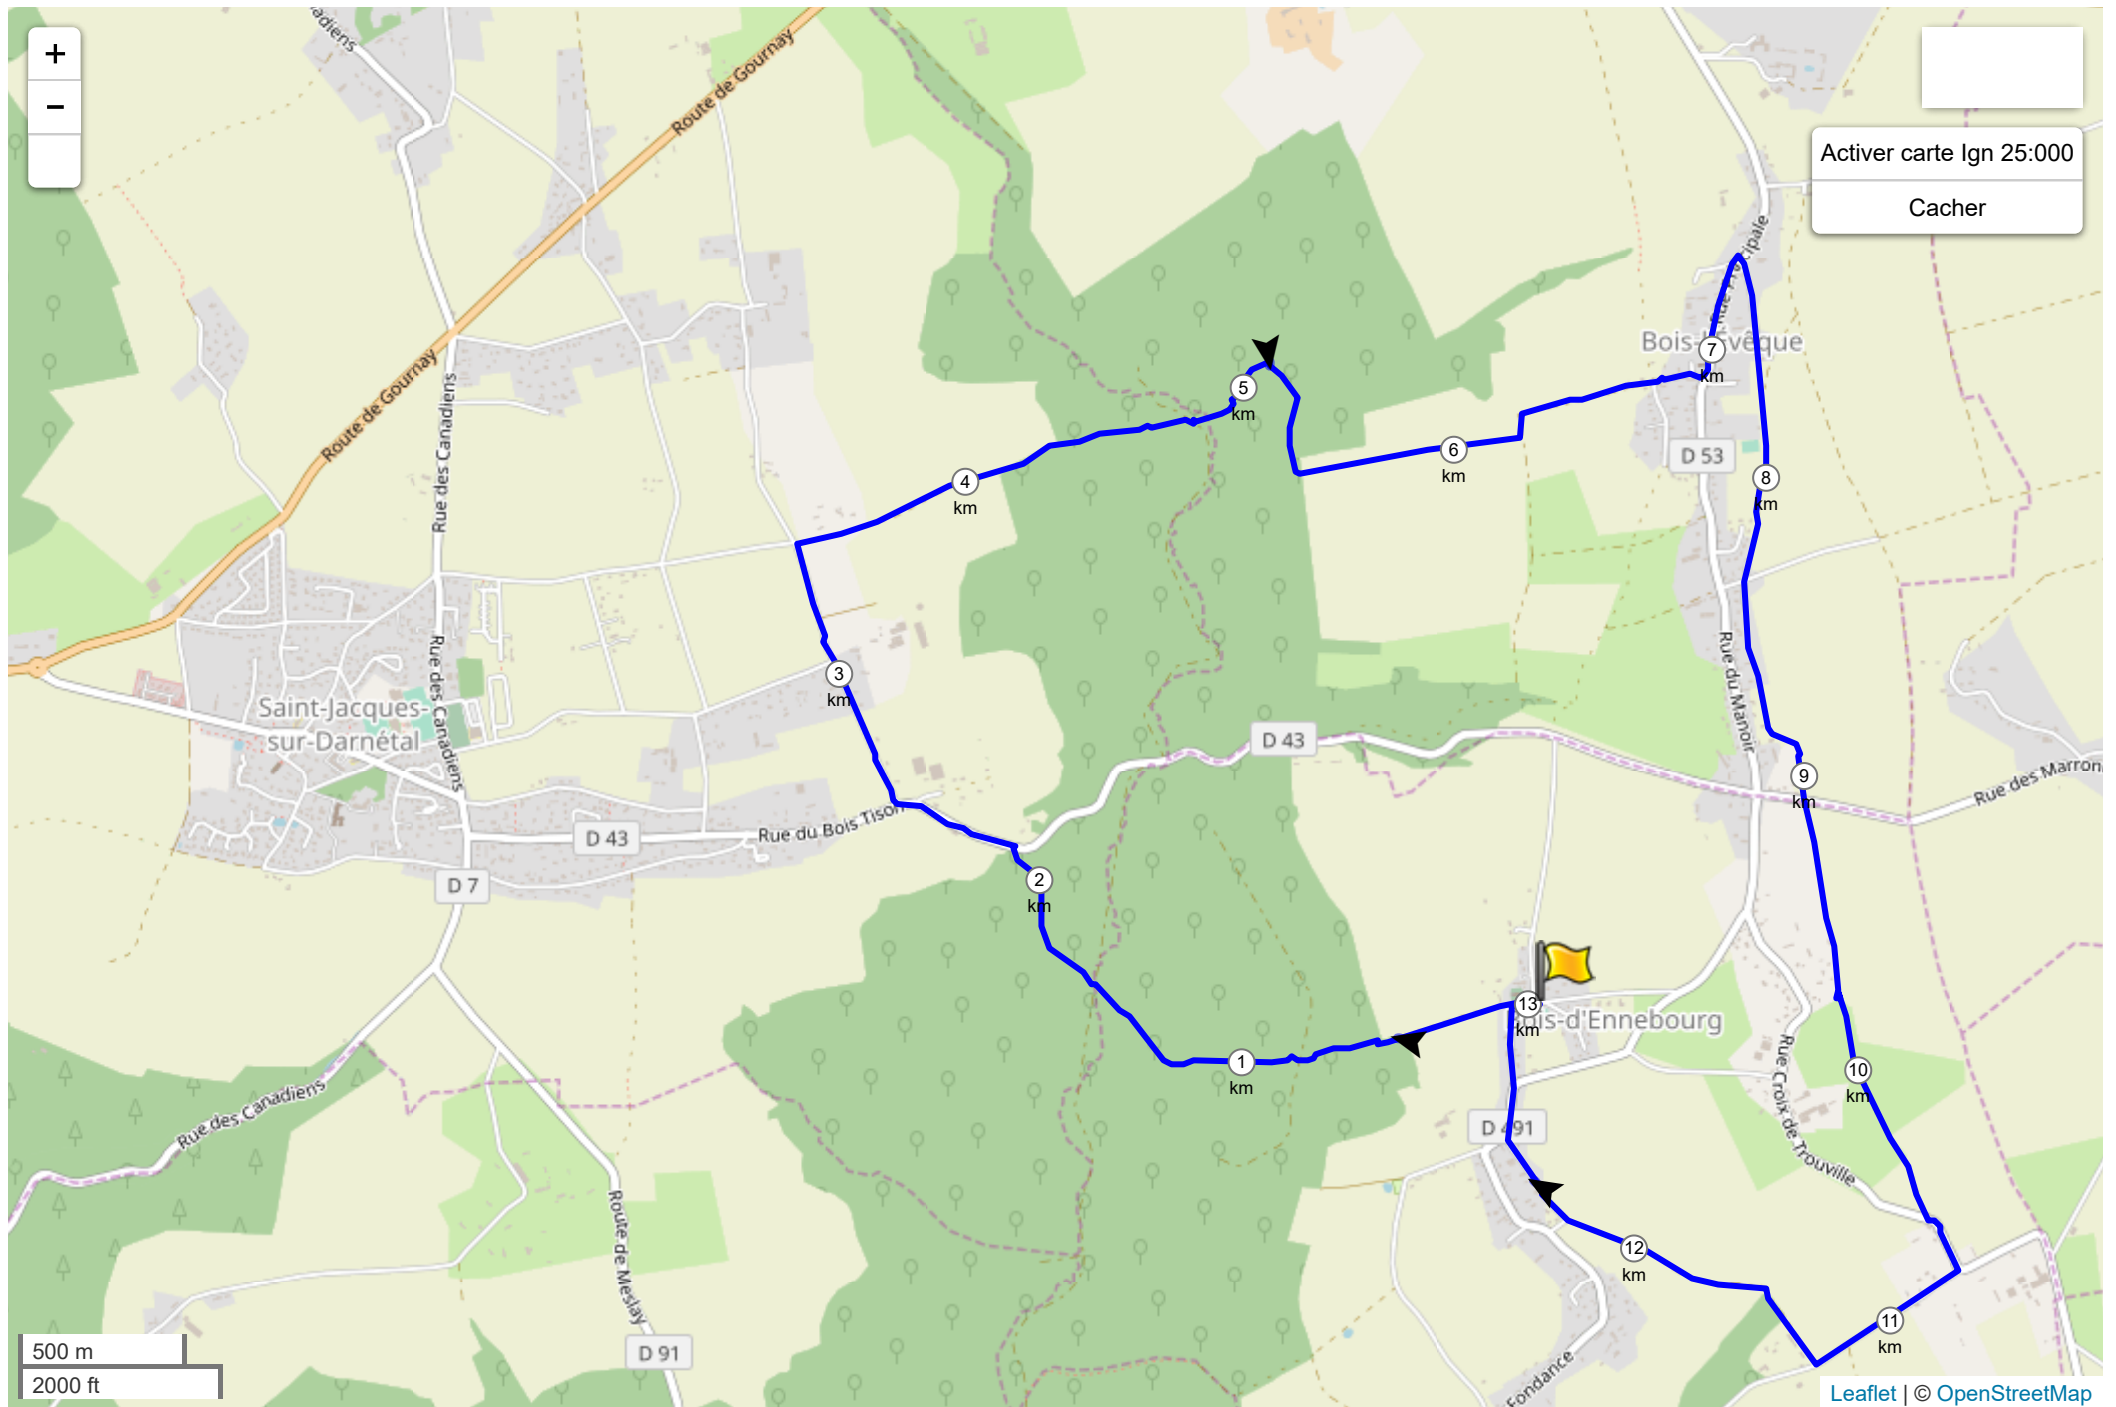 +
−
adiens
Route de Gournay
Activer carte Ign 25:000
Cacher
Rue Principale
Route de Gournay
Rue des Canadiens
Bois-l'Évêque
7
km
5
km
D 53
6
km
4
km
8
km
Rue des Canadiens
3
km
Rue du Manoir
Saint-Jacques-
sur-Darnétal
D 43
9
km
Rue des Marron
D 43
Rue du Bois Tison
D 7
2
km
13
km
Bois-d'Ennebourg
1
km
10
km
Rue Croix de Trouville
Rue des Canadiens
D 491
Route de Meslay
12
km
11
km
500 m
2000 ft
D 91
Fondance
Leaflet | © OpenStreetMap